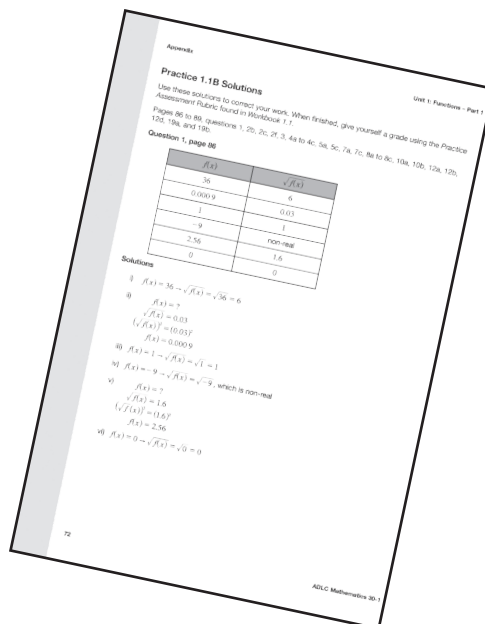 Appendix
Unit 1: Functions – Part 1
Practice 1.1B Solutions
Use these solutions to correct your work. When finished, give yourself a grade using the Practice
Assessment Rubric found in Workbook 1.1.
Pages 86 to 89, questions 1, 2b, 2c, 2f, 3, 4a to 4c, 5a, 5c, 7a, 7c, 8a to 8c, 10a, 10b, 12a, 12b,
12d, 19a, and 19b.
Question 1, page 86
f(x) √f(x)
36 6
0.000 9 0.03
1 1
−9 non-real
2.56 1.6
0 0
Solutions
i) f(x) = 36 → √f(x) = √36 = 6
ii) f(x) = ?
√f(x) = 0.03
(√f(x))² = (0.03)²
f(x) = 0.000 9
iii) f(x) = 1 → √f(x) = √1 = 1
iv) f(x) = −9 → √f(x) = √−9, which is non-real
v) f(x) = ?
√f(x) = 1.6
(√f(x))² = (1.6)²
f(x) = 2.56
vi) f(x) = 0 → √f(x) = √0 = 0
72
ADLC Mathematics 30-1